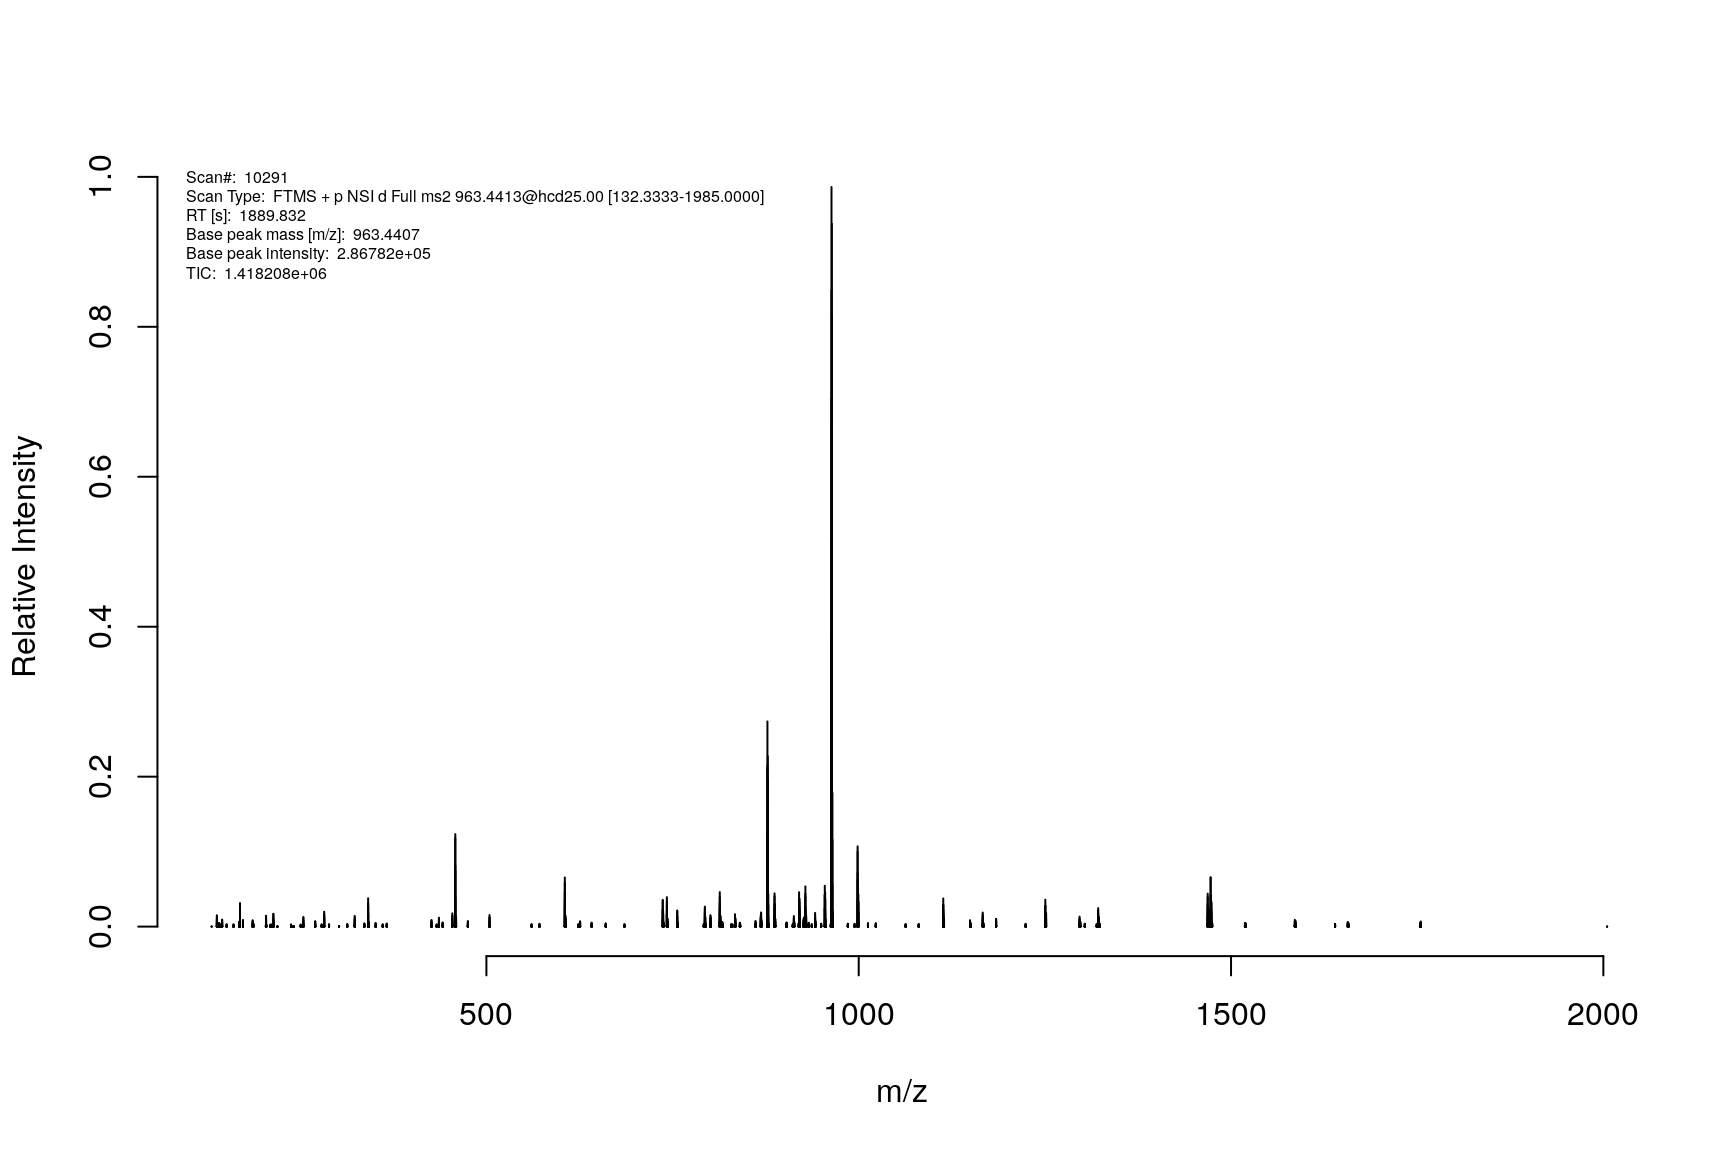 Scan#: 10291
Scan Type: FTMS + p NSI d Full ms2 963.4413@hcd25.00 [132.3333-1985.0000]
RT [s]: 1889.832
Base peak mass [m/z]: 963.4407
Base peak intensity: 2.86782e+05
TIC: 1.418208e+06
1.0
0.8
0.6
0.4
0.2
0.0
Relative Intensity
500 1000 1500 2000
m/z